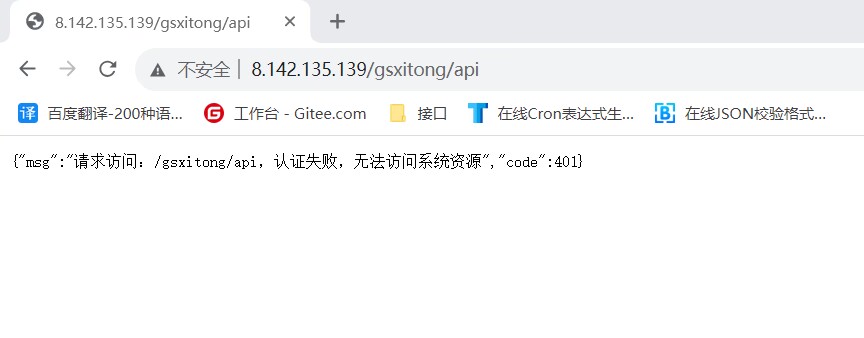 8.142.135.139/gsxitong/api
不安全 | 8.142.135.139/gsxitong/api
百度翻译-200种语... 工作台 - Gitee.com 接口 在线Cron表达式生... 在线JSON校验格式...
{"msg":"请求访问：/gsxitong/api，认证失败，无法访问系统资源","code":401}